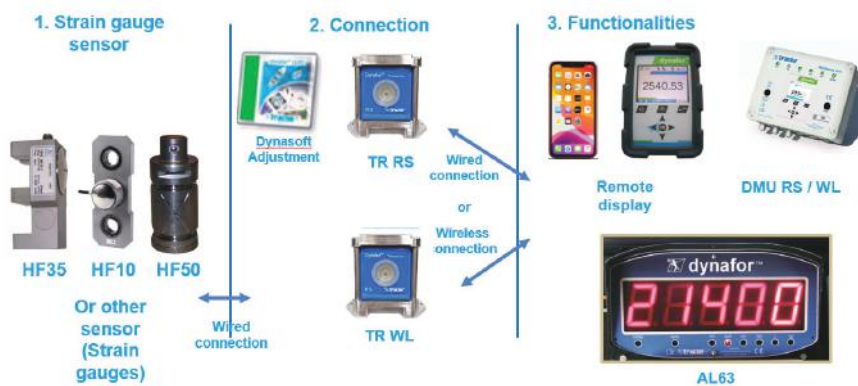 1. Strain gauge
sensor
HF35
HF10
HF50
Or other
sensor
(Strain
gauges)
Wired
connection
2. Connection
Dynasoft
Adjustment
TR RS
Wired
connection
or
Wireless
connection
TR WL
3. Functionalities
dynafor
2540.53
Remote
display
DMU RS / WL
dynafor™
21400
AL63